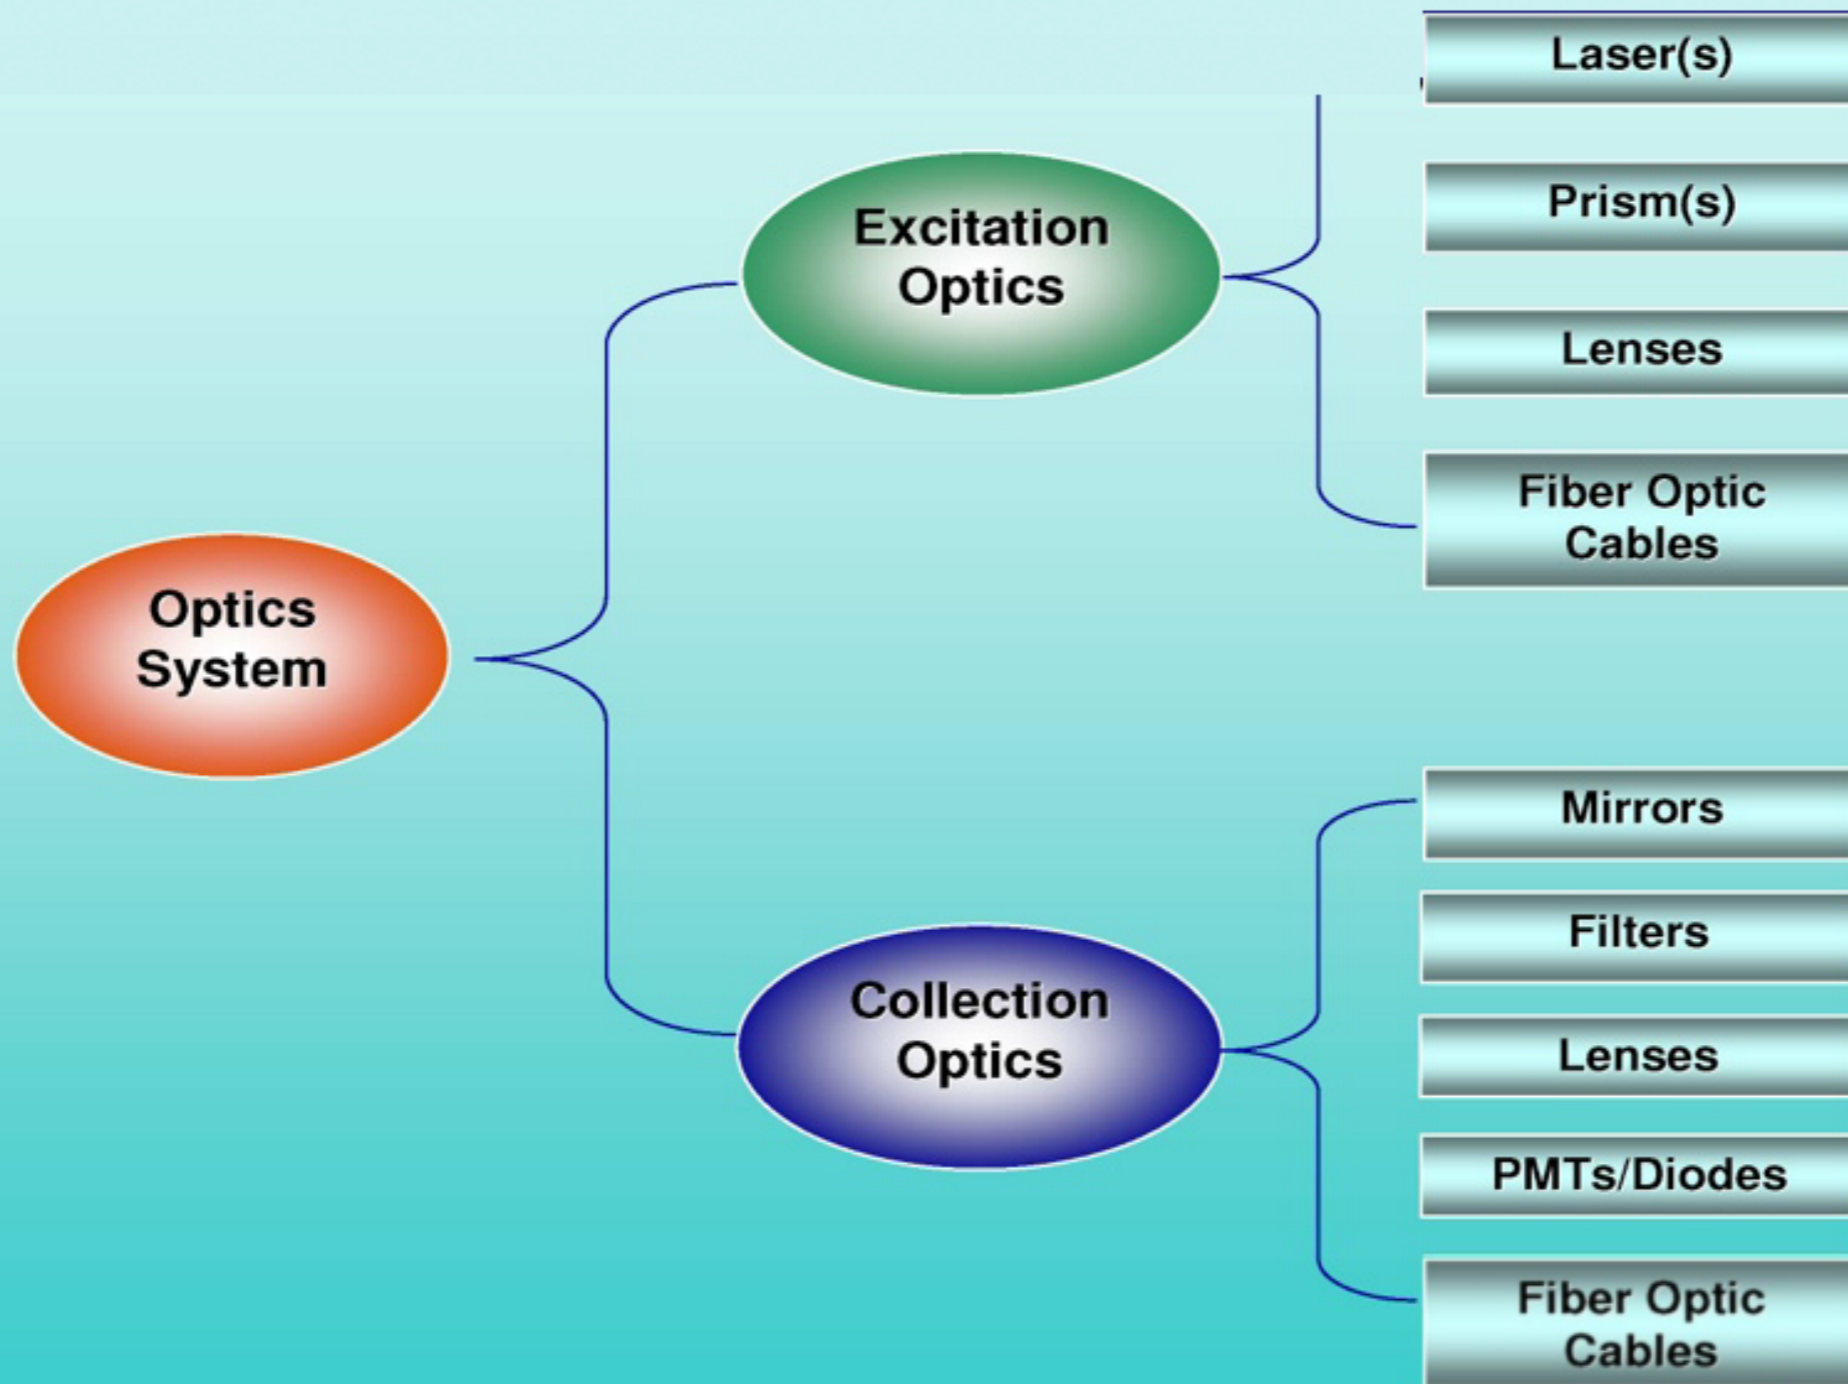 Laser(s)
Prism(s)
Excitation
Optics
Lenses
Fiber Optic
Cables
Optics
System
Mirrors
Filters
Collection
Optics
Lenses
PMTs/Diodes
Fiber Optic
Cables